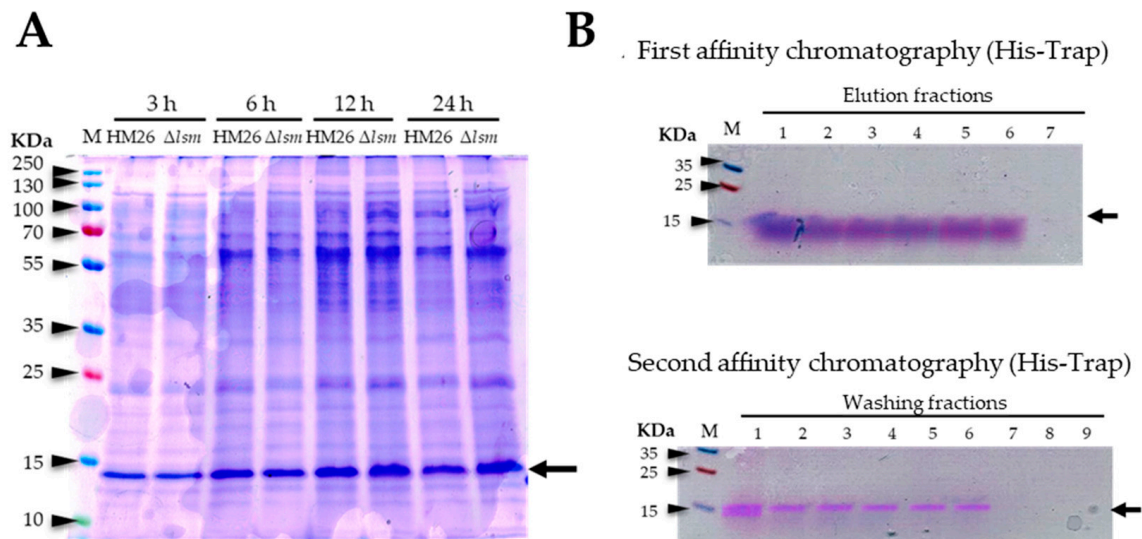 A
3 h 6 h 12 h 24 h
KDa M HM26 Δlsm HM26 Δlsm HM26 Δlsm HM26 Δlsm
250
130
100
70
55
35
25
15
10
B
First affinity chromatography (His-Trap)
Elution fractions
KDa M 1 2 3 4 5 6 7
35
25
15
Second affinity chromatography (His-Trap)
Washing fractions
KDa M 1 2 3 4 5 6 7 8 9
35
25
15